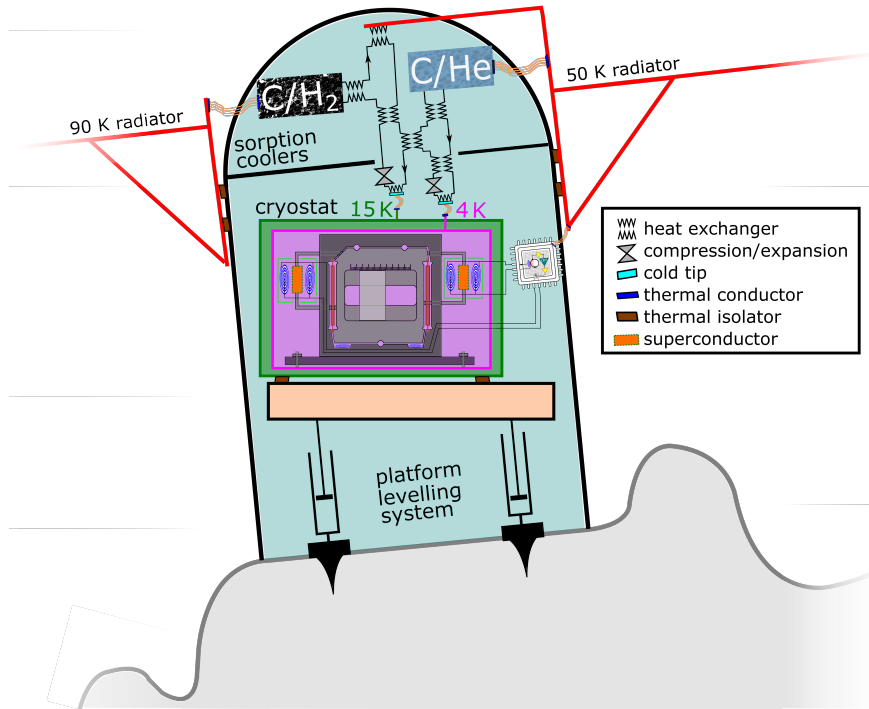 C/H2
C/He
90 K radiator
50 K radiator
sorption
coolers
cryostat
15 K
4 K
heat exchanger
compression/expansion
cold tip
thermal conductor
thermal isolator
superconductor
platform
levelling
system